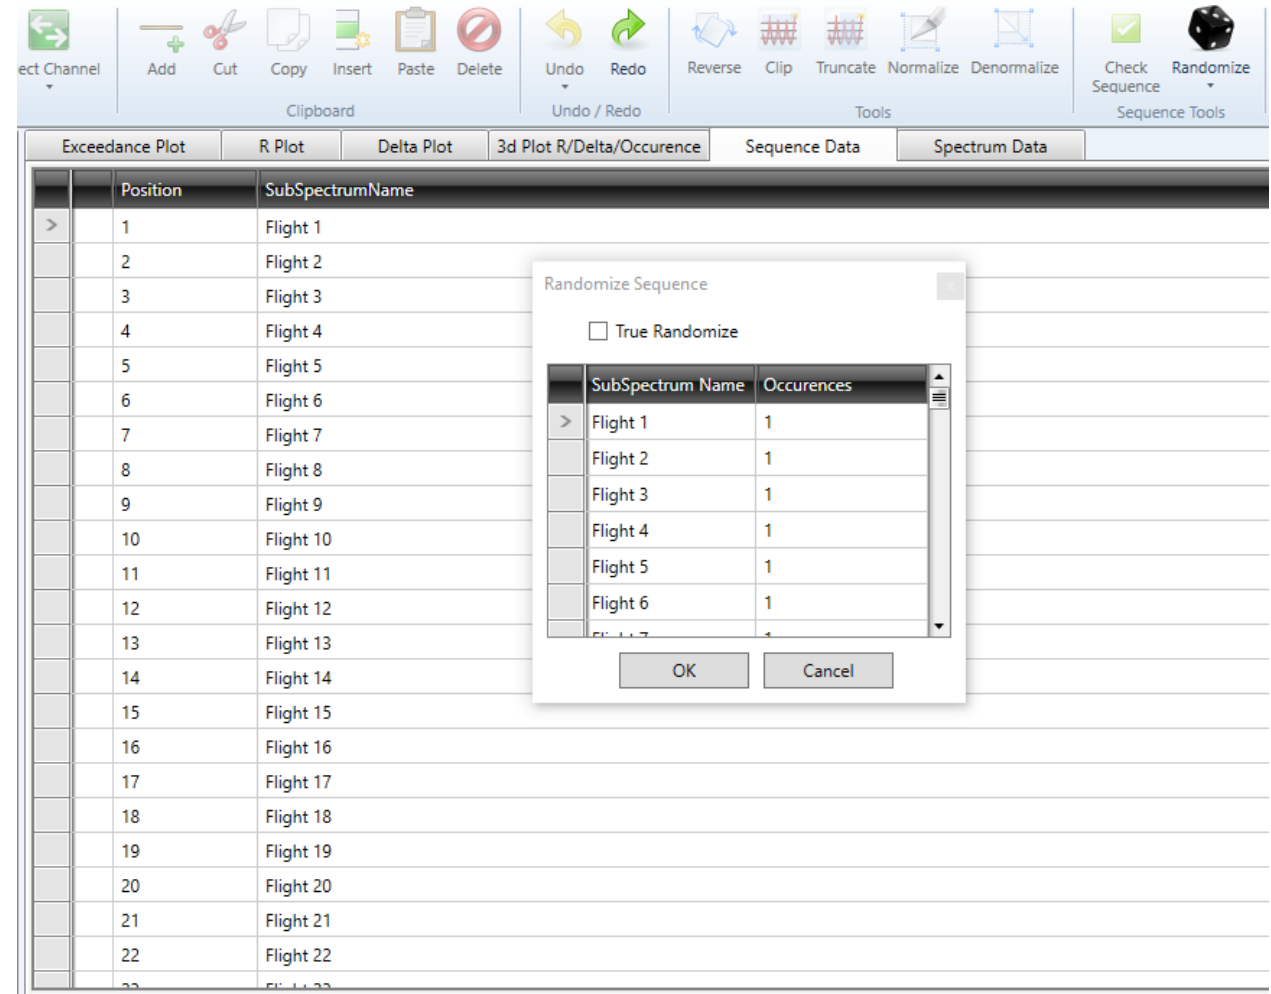 ect Channel
Add Cut Copy Insert Paste Delete
Clipboard
Undo Redo
Undo / Redo
Reverse Clip Truncate Normalize Denormalize
Tools
Check Sequence Randomize
Sequence Tools
Exceedance Plot R Plot Delta Plot 3d Plot R/Delta/Occurence Sequence Data Spectrum Data
Position SubSpectrumName
1 Flight 1
2 Flight 2
3 Flight 3
4 Flight 4
5 Flight 5
6 Flight 6
7 Flight 7
8 Flight 8
9 Flight 9
10 Flight 10
11 Flight 11
12 Flight 12
13 Flight 13
14 Flight 14
15 Flight 15
16 Flight 16
17 Flight 17
18 Flight 18
19 Flight 19
20 Flight 20
21 Flight 21
22 Flight 22
Randomize Sequence
x
True Randomize
SubSpectrum Name Occurences
Flight 1 1
Flight 2 1
Flight 3 1
Flight 4 1
Flight 5 1
Flight 6 1
OK Cancel